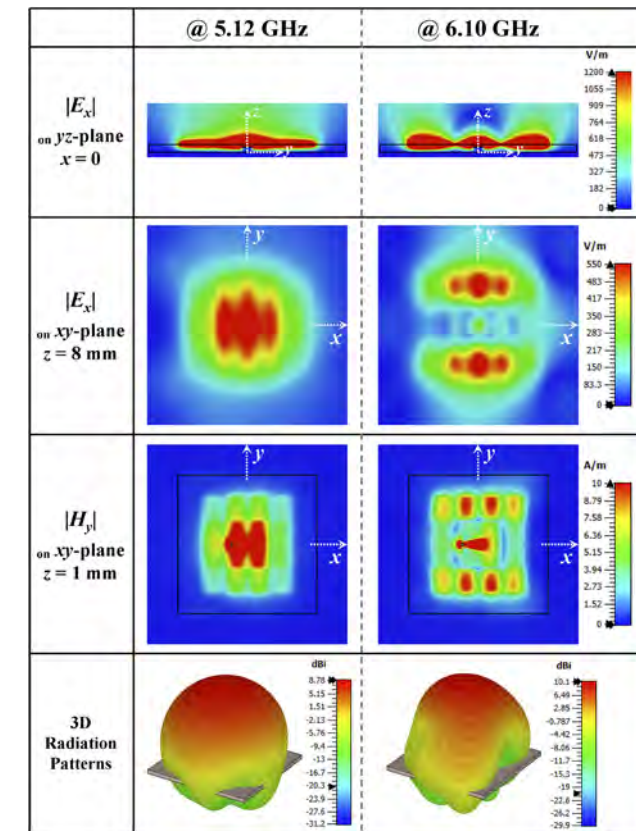 @ 5.12 GHz
@ 6.10 GHz
|Ex|
on yz-plane
x = 0
z
y
z
y
V/m
1200
1055
909
764
618
473
327
182
0
|Ex|
on xy-plane
z = 8 mm
y
x
y
x
V/m
550
483
417
350
283
217
150
83.3
0
|Hy|
on xy-plane
z = 1 mm
y
x
y
x
A/m
10
8.79
7.58
6.36
5.15
3.94
2.73
1.52
0
3D
Radiation
Patterns
dBi
8.78
5.15
1.51
-2.13
-5.76
-9.4
-13
-16.7
-20.3
-23.9
-27.6
-31.2
dBi
10.1
6.49
2.85
-0.787
-4.42
-8.06
-11.7
-15.3
-19
-22.6
-26.2
-29.9